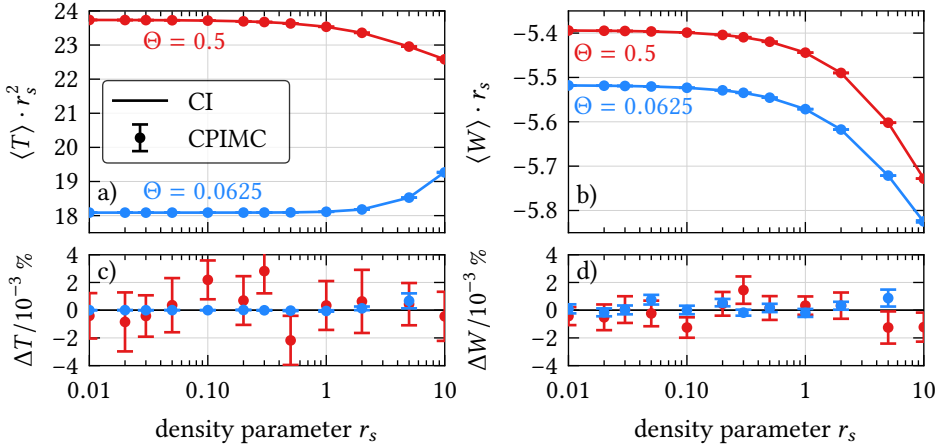 24
23
22
21
20
19
18
⟨T⟩ · r_s^2
Θ = 0.5
CI
CPIMC
Θ = 0.0625
a)
−5.4
−5.5
−5.6
−5.7
−5.8
⟨W⟩ · r_s
Θ = 0.5
Θ = 0.0625
b)
4
2
0
−2
−4
ΔT/10^−3 %
c)
0.01
0.10
1
10
density parameter r_s
4
2
0
−2
−4
ΔW/10^−3 %
d)
0.01
0.10
1
10
density parameter r_s